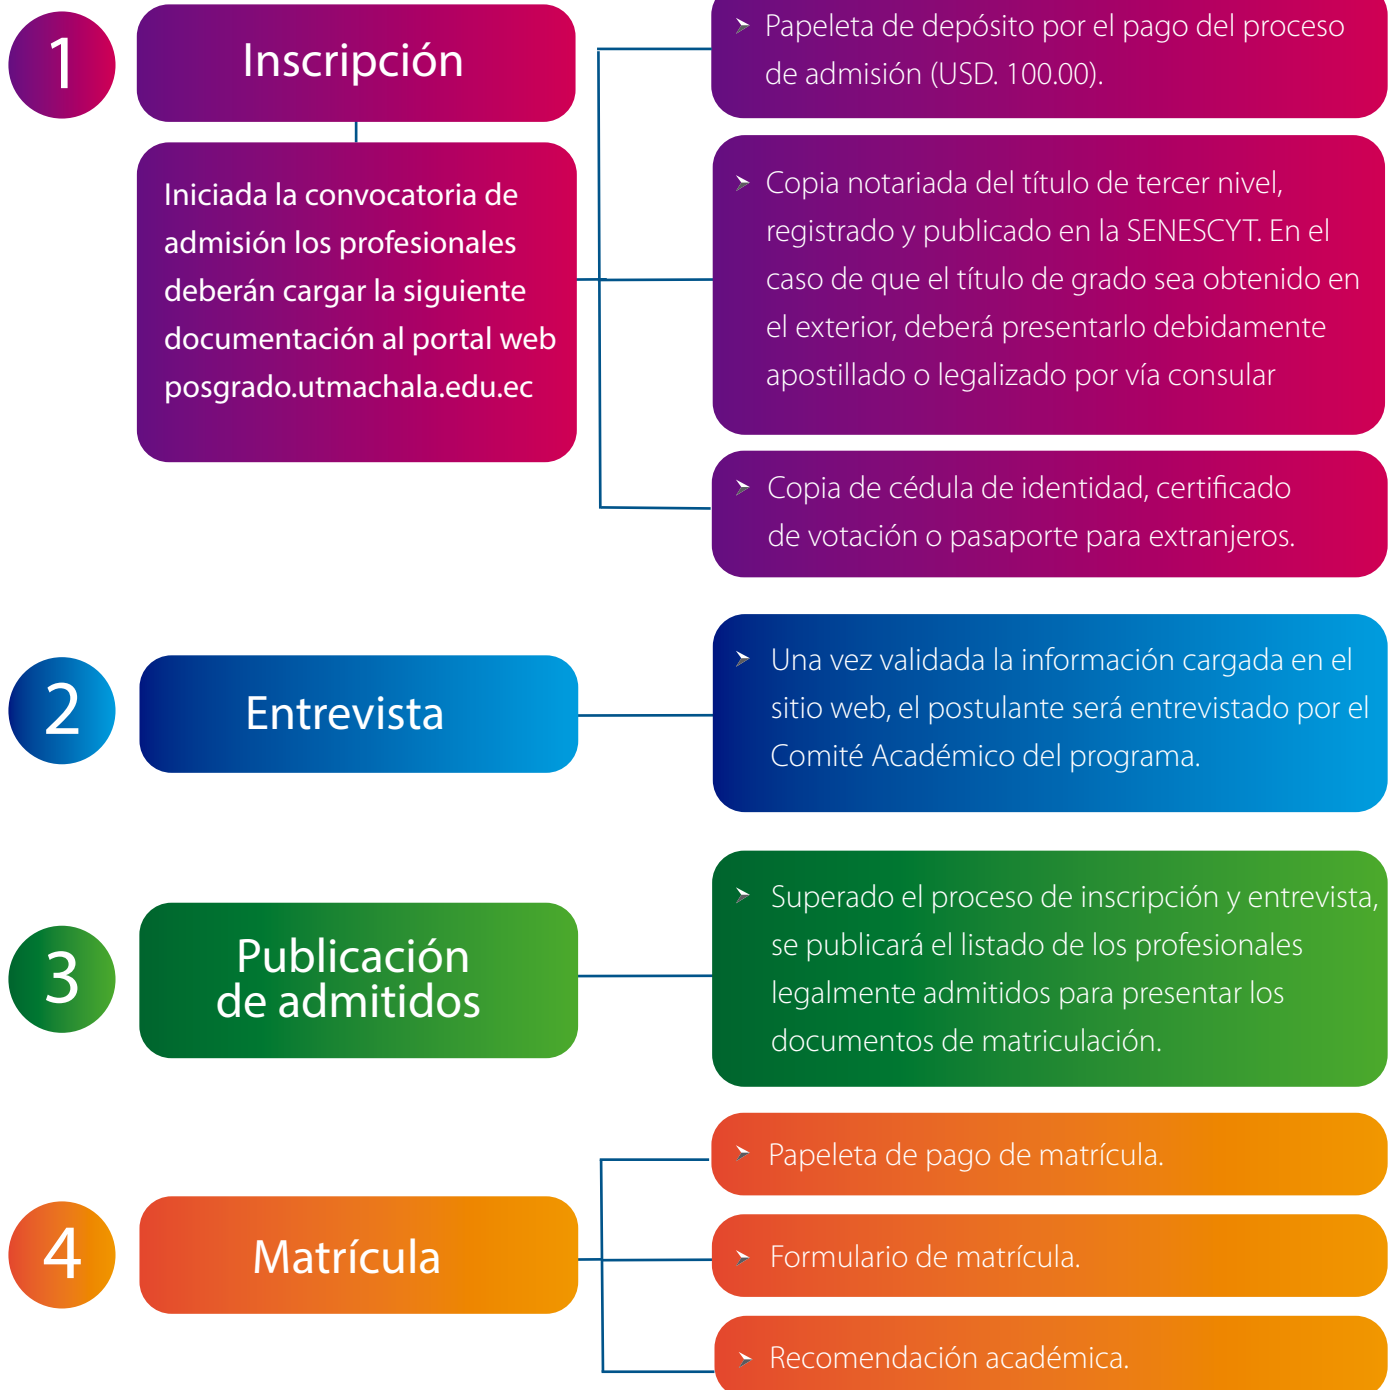 1
Inscripción
Iniciada la convocatoria de
admisión los profesionales
deberán cargar la siguiente
documentación al portal web
posgrado.utmachala.edu.ec
➢ Papeleta de depósito por el pago del proceso
de admisión (USD. 100.00).
➢ Copia notariada del título de tercer nivel,
registrado y publicado en la SENESCYT. En el
caso de que el título de grado sea obtenido en
el exterior, deberá presentarlo debidamente
apostillado o legalizado por vía consular
➢ Copia de cédula de identidad, certificado
de votación o pasaporte para extranjeros.
2
Entrevista
➢ Una vez validada la información cargada en el
sitio web, el postulante será entrevistado por el
Comité Académico del programa.
3
Publicación
de admitidos
➢ Superado el proceso de inscripción y entrevista,
se publicará el listado de los profesionales
legalmente admitidos para presentar los
documentos de matriculación.
4
Matrícula
➢ Papeleta de pago de matrícula.
➢ Formulario de matrícula.
➢ Recomendación académica.